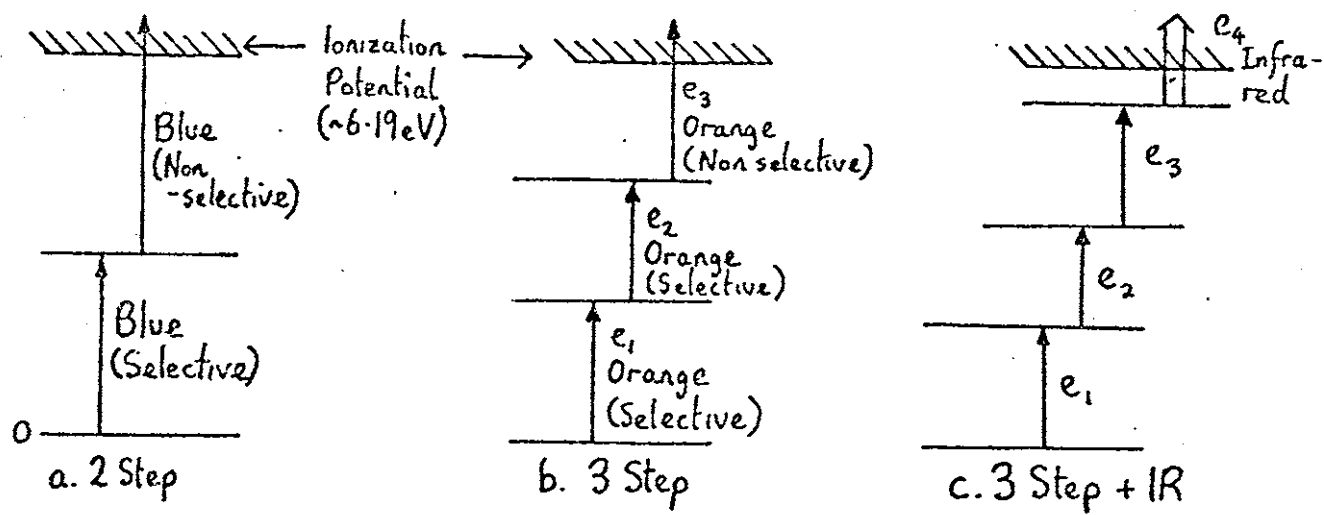 Ionization
Potential
(~6.19eV)
Blue
(Non
-selective)
Blue
(Selective)
O
a. 2 Step
e3
Orange
(Non selective)
e2
Orange
(Selective)
e1
Orange
(Selective)
b. 3 Step
e4
Infra-
red
e3
e2
e1
c. 3 Step + IR